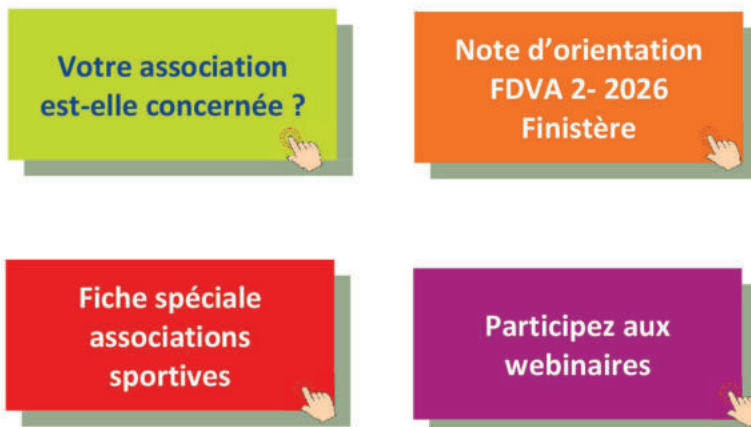 Votre association
est-elle concernée ?
Note d’orientation
FDVA 2- 2026
Finistère
Fiche spéciale
associations
sportives
Participez aux
webinaires